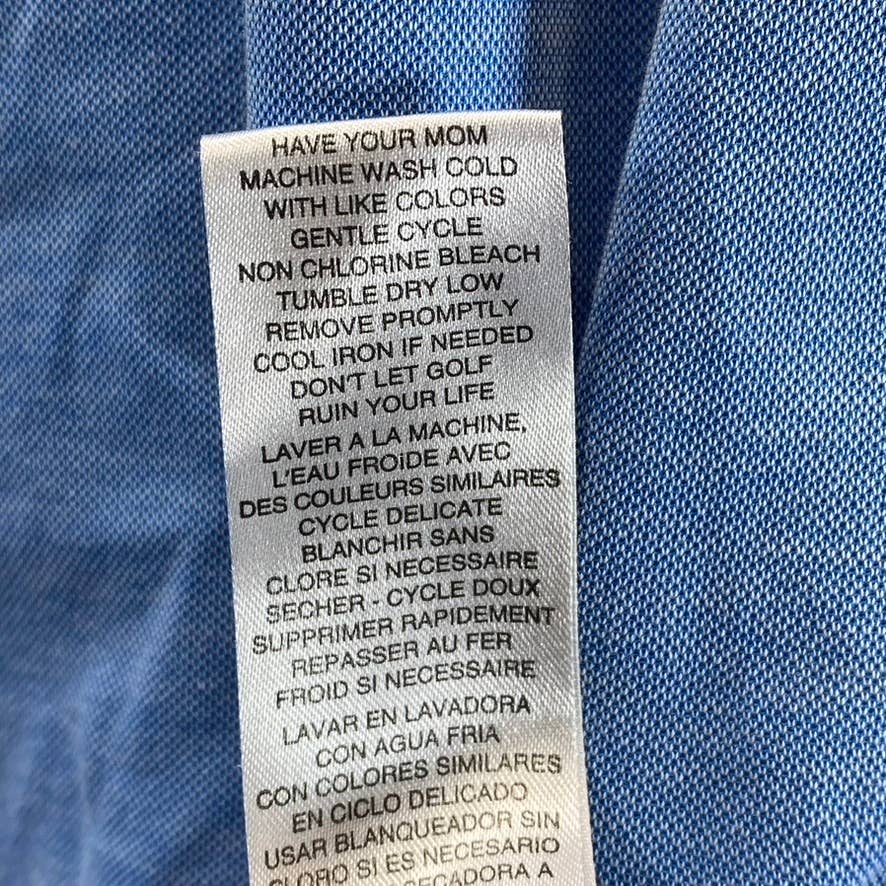 HAVE YOUR MOM
MACHINE WASH COLD
WITH LIKE COLORS
GENTLE CYCLE
NON CHLORINE BLEACH
TUMBLE DRY LOW
REMOVE PROMPTLY
COOL IRON IF NEEDED
DON'T LET GOLF
RUIN YOUR LIFE
LAVER A LA MACHINE,
L'EAU FROiDE AVEC
DES COULEURS SIMILAIRES
CYCLE DELICATE
BLANCHIR SANS
CLORE SI NECESSAIRE
SECHER - CYCLE DOUX
SUPPRIMER RAPIDEMENT
REPASSER AU FER
FROID SI NECESSAIRE
LAVAR EN LAVADORA
CON AGUA FRIA
CON COLORES SIMILARES
EN CICLO DELICADO
USAR BLANQUEADOR SIN
CLORO SI ES NECESARIO
SECADORA A